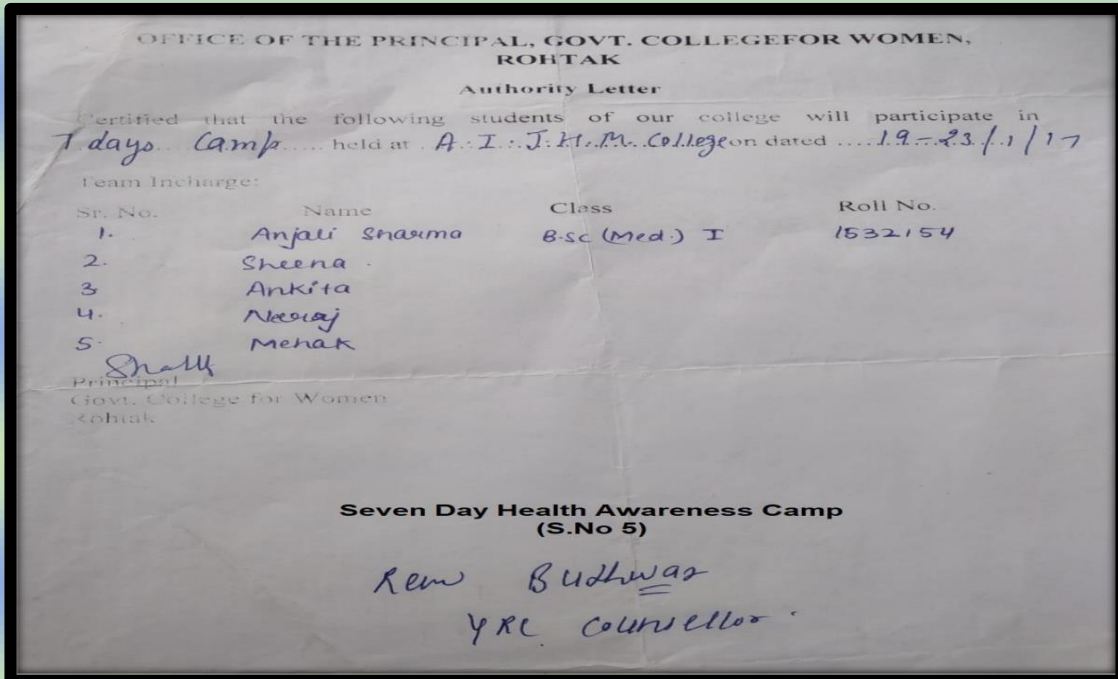 OFFICE OF THE PRINCIPAL, GOVT. COLLEGEFOR WOMEN,
ROHTAK
Authority Letter
Certified that the following students of our college will participate in
7 days Camp..... held at . A.I.J.H.M. College on dated .... 19-23/1/17
Team Incharge:
Sr. No. Name Class Roll No.
1. Anjali Sharma B.Sc (Med.) I 1532154
2. Sheena
3 Ankita
4. Neeraj
5. Mehak
Principal
Govt. College for Women
Rohtak
Seven Day Health Awareness Camp
(S.No 5)
Renu Budhwar
YRC Counsellor